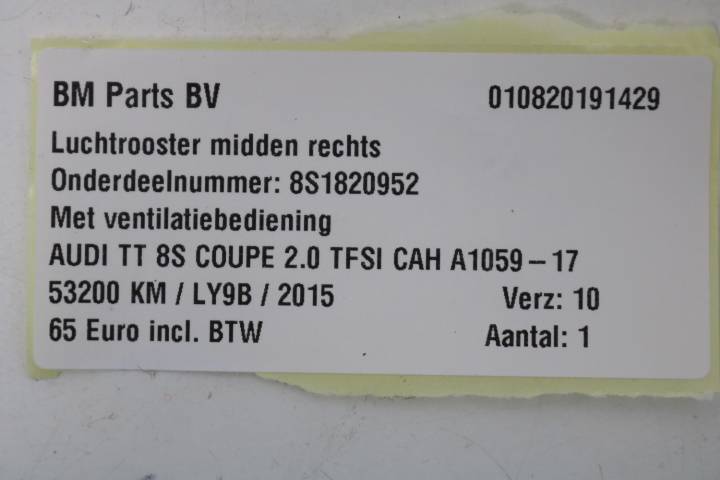 BM Parts BV 010820191429
Luchtrooster midden rechts
Onderdeelnummer: 8S1820952
Met ventilatiebediening
AUDI TT 8S COUPE 2.0 TFSI CAH A1059-17
53200 KM / LY9B / 2015 Verz: 10
65 Euro incl. BTW Aantal: 1